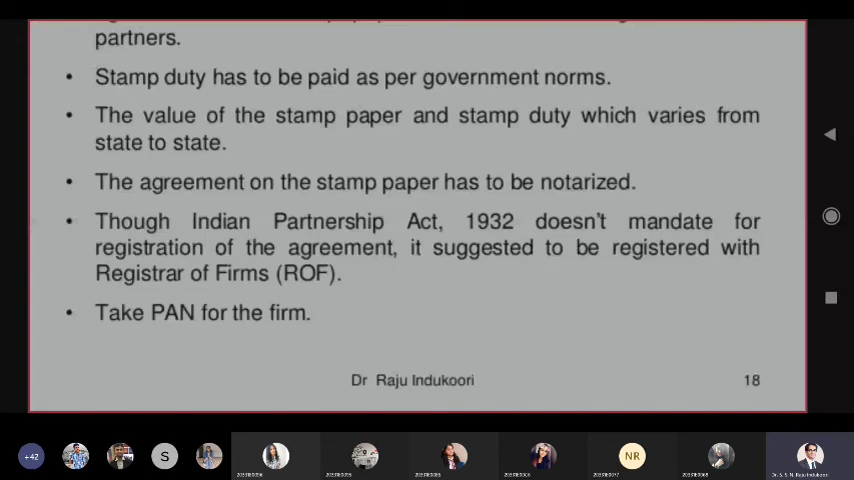 partners.
• Stamp duty has to be paid as per government norms.
• The value of the stamp paper and stamp duty which varies from
state to state.
• The agreement on the stamp paper has to be notarized.
• Though Indian Partnership Act, 1932 doesn't mandate for
registration of the agreement, it suggested to be registered with
Registrar of Firms (ROF).
• Take PAN for the firm.
Dr Raju Indukoori
18
+42
S
NR
Dr. S. S. N. Raju Indukoori